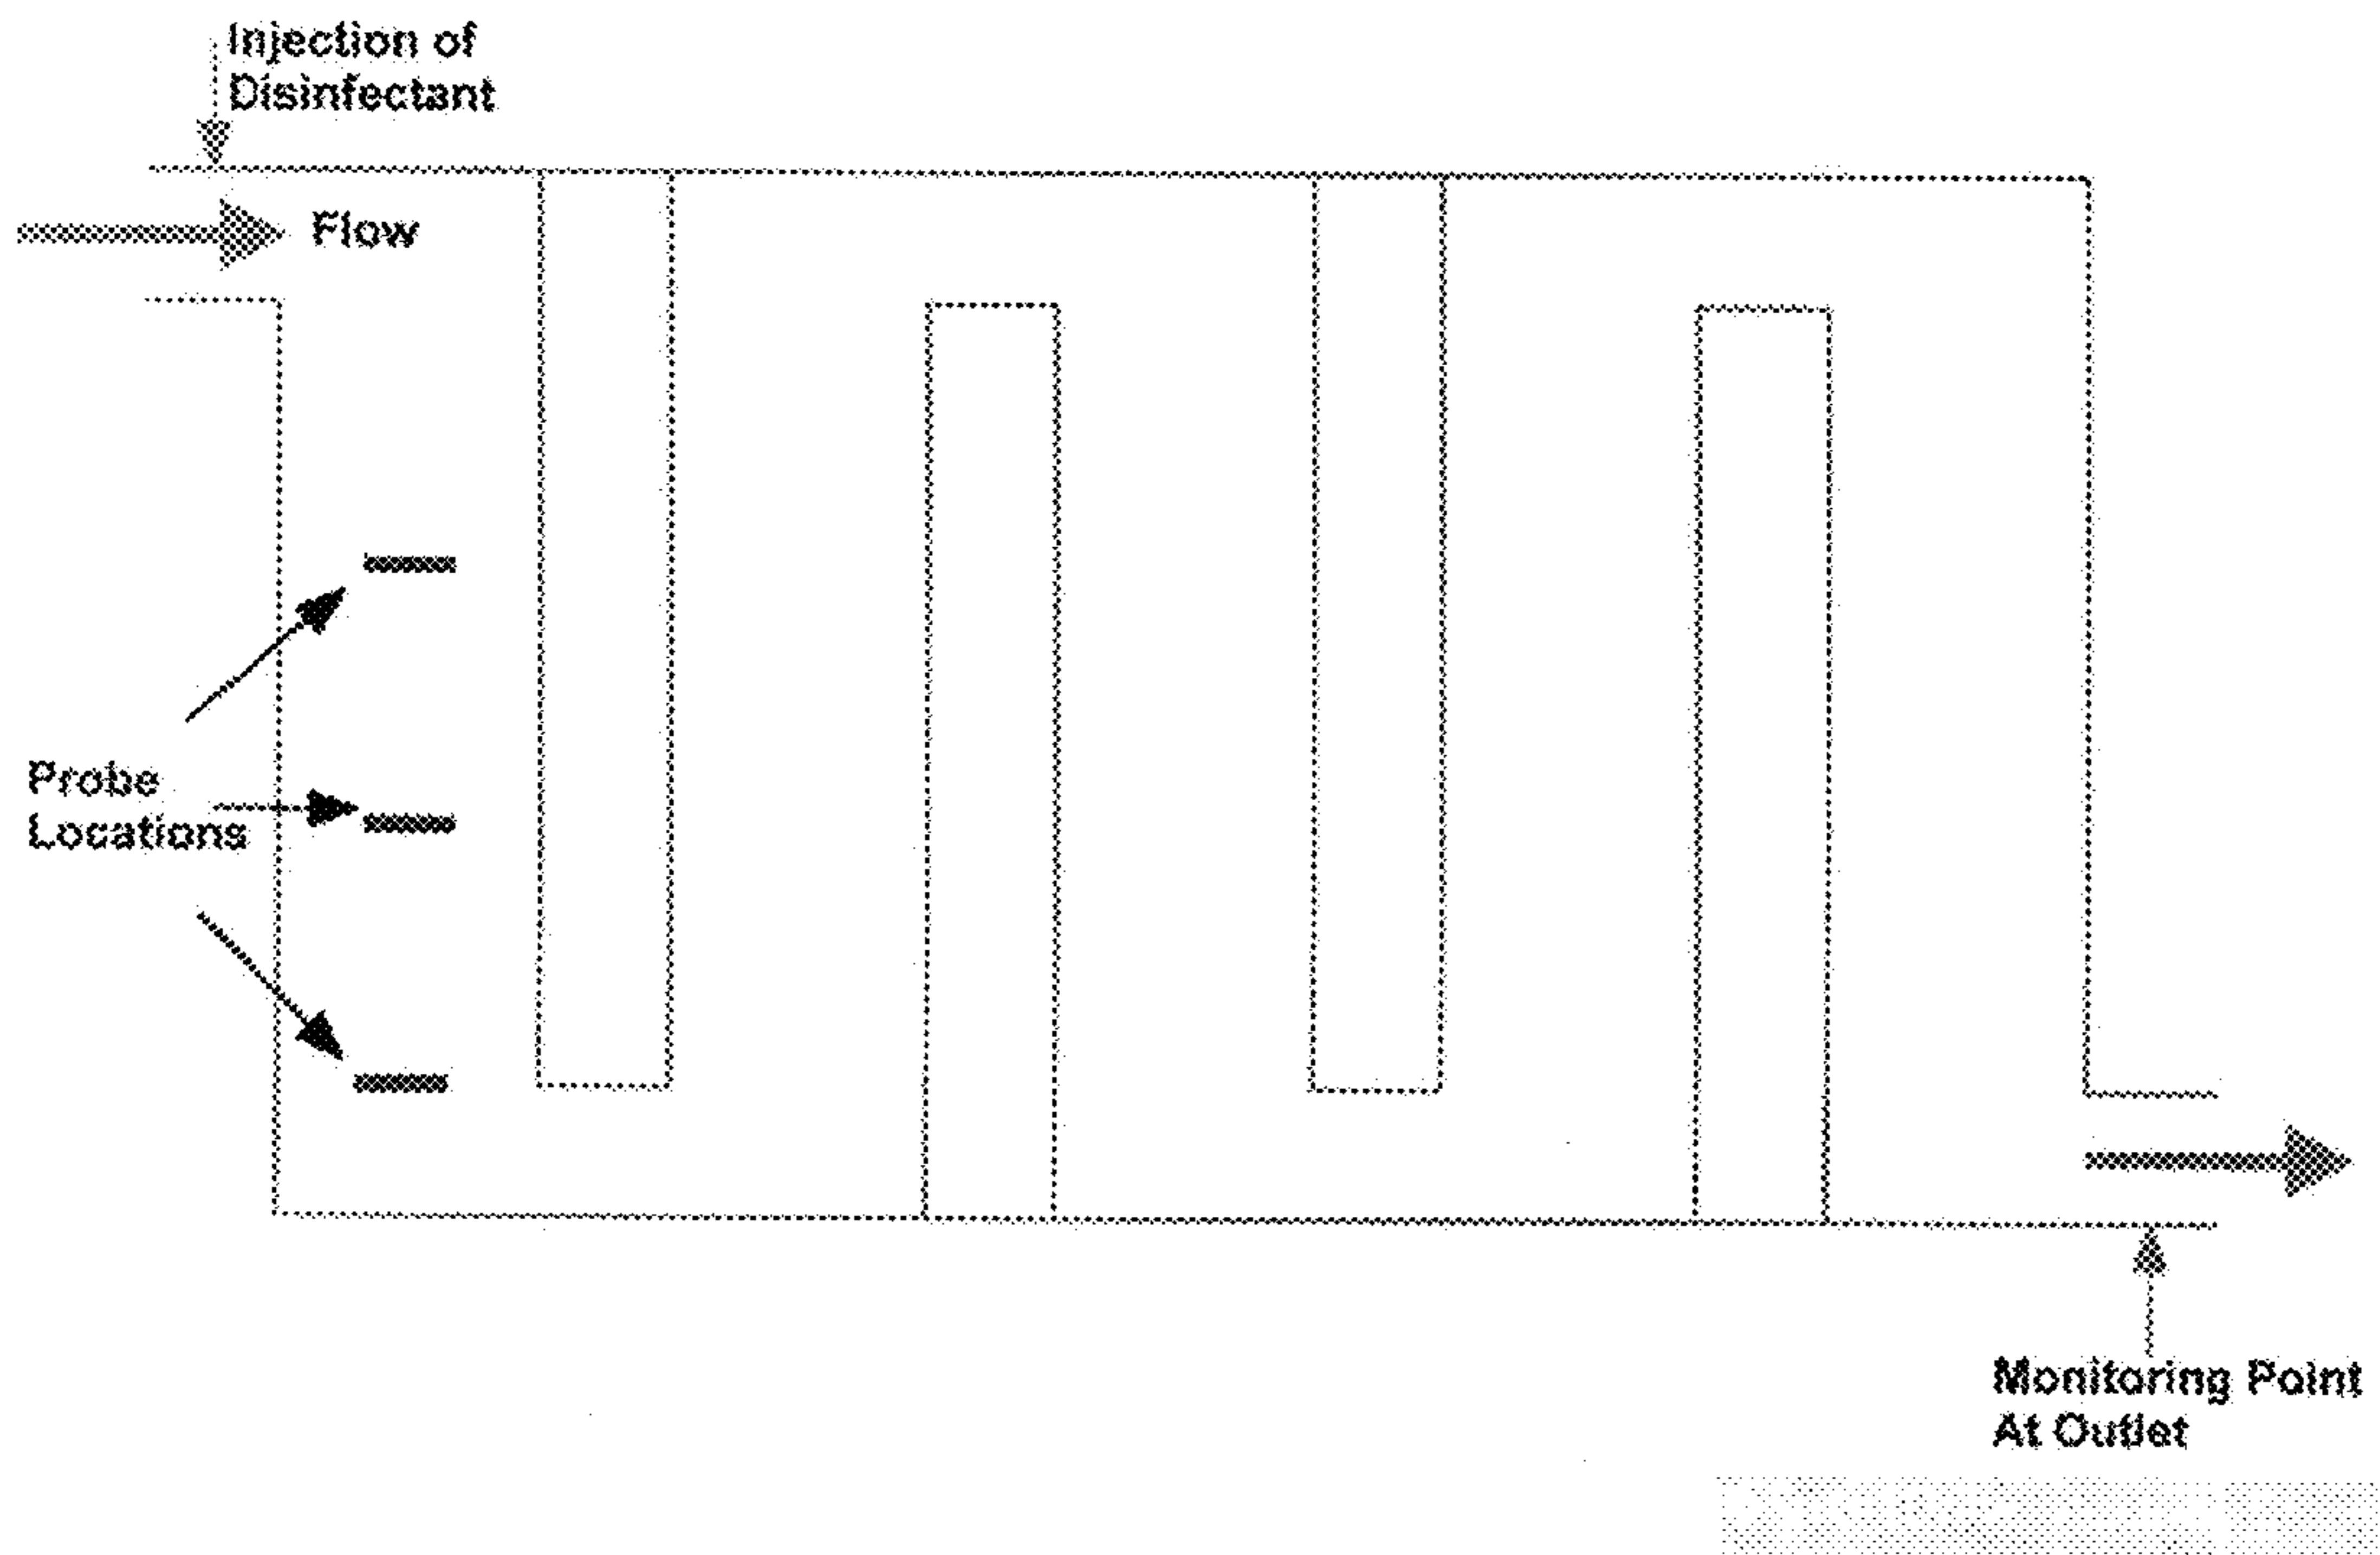 Injection of
Disinfectant
Flow
Probe
Locations
Monitoring Point
At Outlet